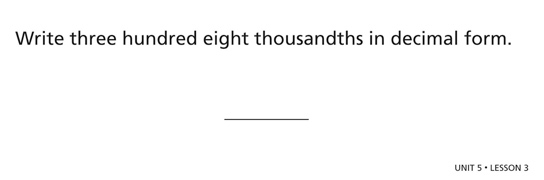 Write three hundred eight thousandths in decimal form.
UNIT 5 • LESSON 3